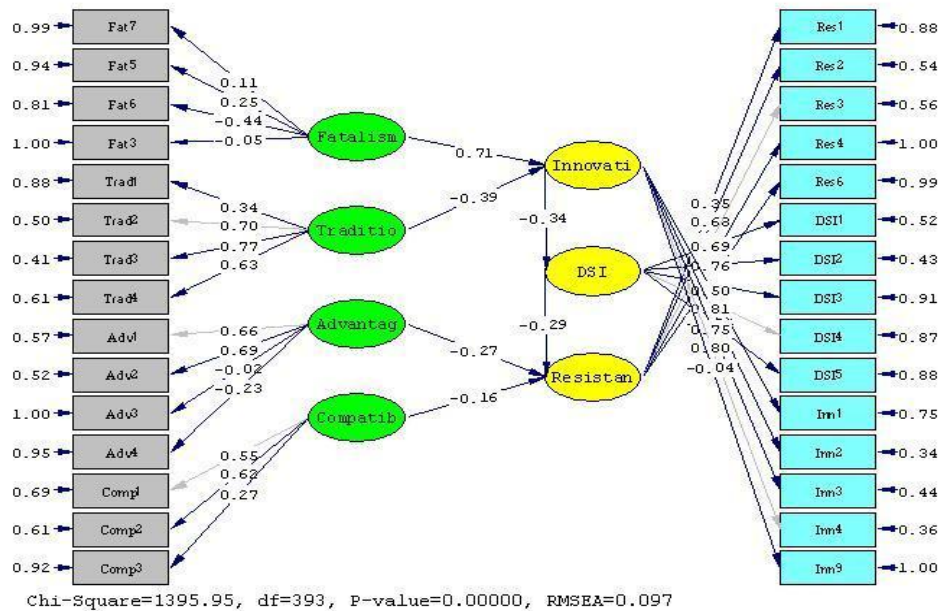 0.99 Fat7
0.94 Fat5
0.81 Fat6
1.00 Fat3
0.88 Trad1
0.50 Trad2
0.41 Trad3
0.61 Trad4
0.57 Adv1
0.52 Adv2
1.00 Adv3
0.95 Adv4
0.69 Comp1
0.61 Comp2
0.92 Comp3
0.11
0.25
-0.44
-0.05
0.34
0.70
0.77
0.63
0.66
0.69
-0.02
-0.23
0.55
0.62
0.27
Fatalism
Traditio
Advantag
Compatib
0.71
-0.39
-0.27
-0.16
Innovati
-0.34
DSI
-0.29
Resistan
0.35
0.69
0.76
0.50
0.81
0.75
0.80
-0.04
Res1 0.88
Res2 0.54
Res3 0.56
Res4 1.00
Res6 0.99
DSI1 0.52
DSI2 0.43
DSI3 0.91
DSI4 0.87
DSI5 0.88
Inn1 0.75
Inn2 0.34
Inn3 0.44
Inn4 0.36
Inn9 1.00
Chi-Square=1395.95, df=393, P-value=0.00000, RMSEA=0.097